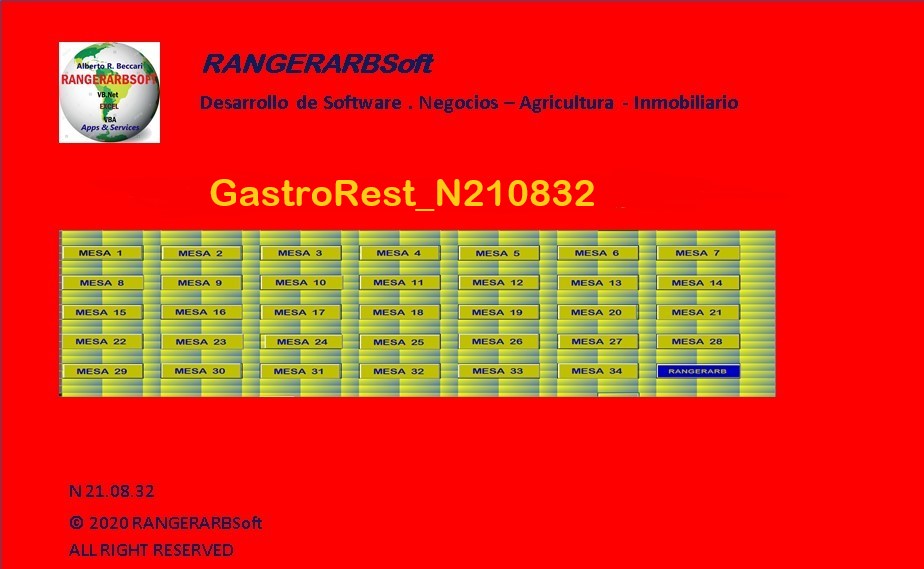 Alberto R. Beccari
RANGERARBSOFT
VB.Net
EXCEL
VBA
Apps & Services
RANGERARBSoft
Desarrollo de Software . Negocios – Agricultura - Inmobiliario
GastroRest_N210832
MESA 1 MESA 2 MESA 3 MESA 4 MESA 5 MESA 6 MESA 7
MESA 8 MESA 9 MESA 10 MESA 11 MESA 12 MESA 13 MESA 14
MESA 15 MESA 16 MESA 17 MESA 18 MESA 19 MESA 20 MESA 21
MESA 22 MESA 23 MESA 24 MESA 25 MESA 26 MESA 27 MESA 28
MESA 29 MESA 30 MESA 31 MESA 32 MESA 33 MESA 34 RANGERARB
N 21.08.32
© 2020 RANGERARBSoft
ALL RIGHT RESERVED